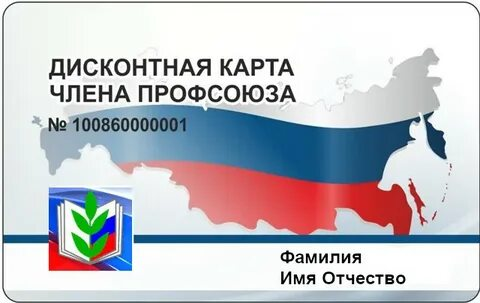 ДИСКОНТНАЯ КАРТА
ЧЛЕНА ПРОФСОЮЗА
№ 100860000001
Фамилия
Имя Отчество